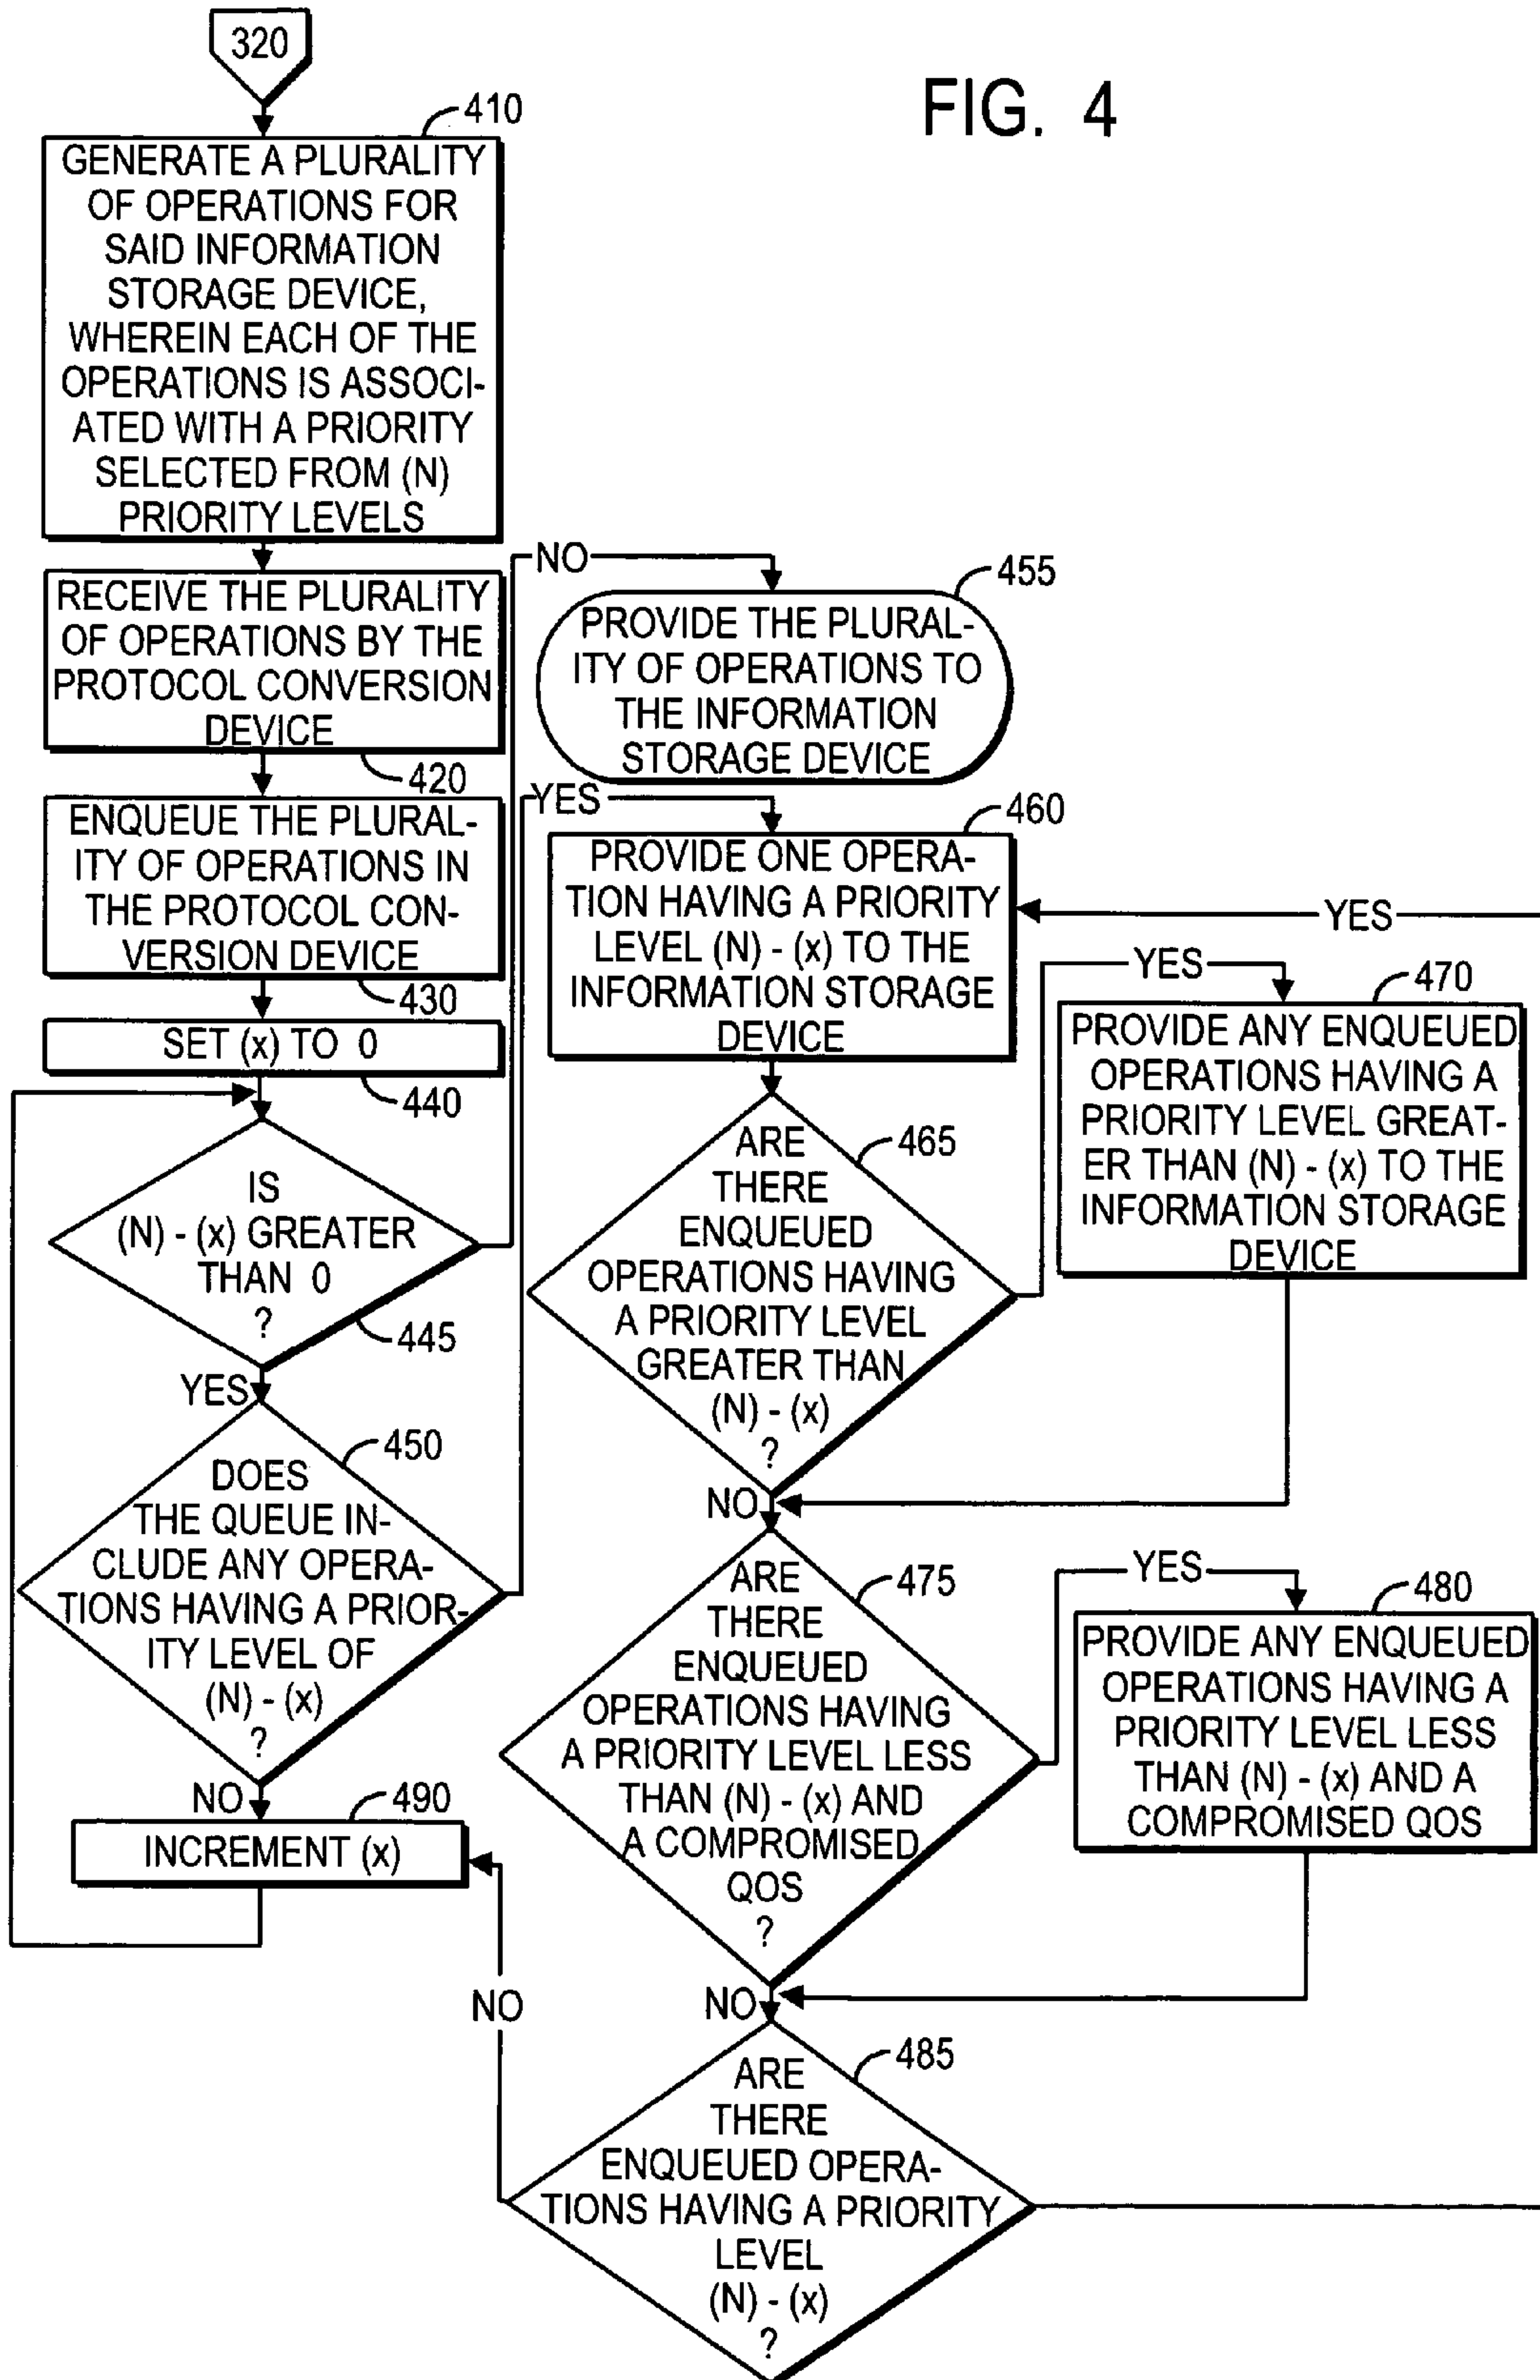 320
FIG. 4
410
GENERATE A PLURALITY
OF OPERATIONS FOR
SAID INFORMATION
STORAGE DEVICE,
WHEREIN EACH OF THE
OPERATIONS IS ASSOCI-
ATED WITH A PRIORITY
SELECTED FROM (N)
PRIORITY LEVELS
RECEIVE THE PLURALITY
OF OPERATIONS BY THE
PROTOCOL CONVERSION
DEVICE
420
ENQUEUE THE PLURAL-
ITY OF OPERATIONS IN
THE PROTOCOL CON-
VERSION DEVICE
430
SET (x) TO 0
440
IS
(N) - (x) GREATER
THAN 0
?
445
NO
YES
455
PROVIDE THE PLURAL-
ITY OF OPERATIONS TO
THE INFORMATION
STORAGE DEVICE
450
DOES
THE QUEUE IN-
CLUDE ANY OPERA-
TIONS HAVING A PRIOR-
ITY LEVEL OF
(N) - (x)
?
YES
NO
490
INCREMENT (x)
460
PROVIDE ONE OPERA-
TION HAVING A PRIORITY
LEVEL (N) - (x) TO THE
INFORMATION STORAGE
DEVICE
465
ARE
THERE
ENQUEUED
OPERATIONS HAVING
A PRIORITY LEVEL
GREATER THAN
(N) - (x)
?
YES
NO
470
PROVIDE ANY ENQUEUED
OPERATIONS HAVING A
PRIORITY LEVEL GREAT-
ER THAN (N) - (x) TO THE
INFORMATION STORAGE
DEVICE
475
ARE
THERE
ENQUEUED
OPERATIONS HAVING
A PRIORITY LEVEL LESS
THAN (N) - (x) AND
A COMPROMISED
QOS
?
YES
NO
480
PROVIDE ANY ENQUEUED
OPERATIONS HAVING A
PRIORITY LEVEL LESS
THAN (N) - (x) AND A
COMPROMISED QOS
485
ARE
THERE
ENQUEUED OPERA-
TIONS HAVING A PRIORITY
LEVEL
(N) - (x)
?
NO
YES